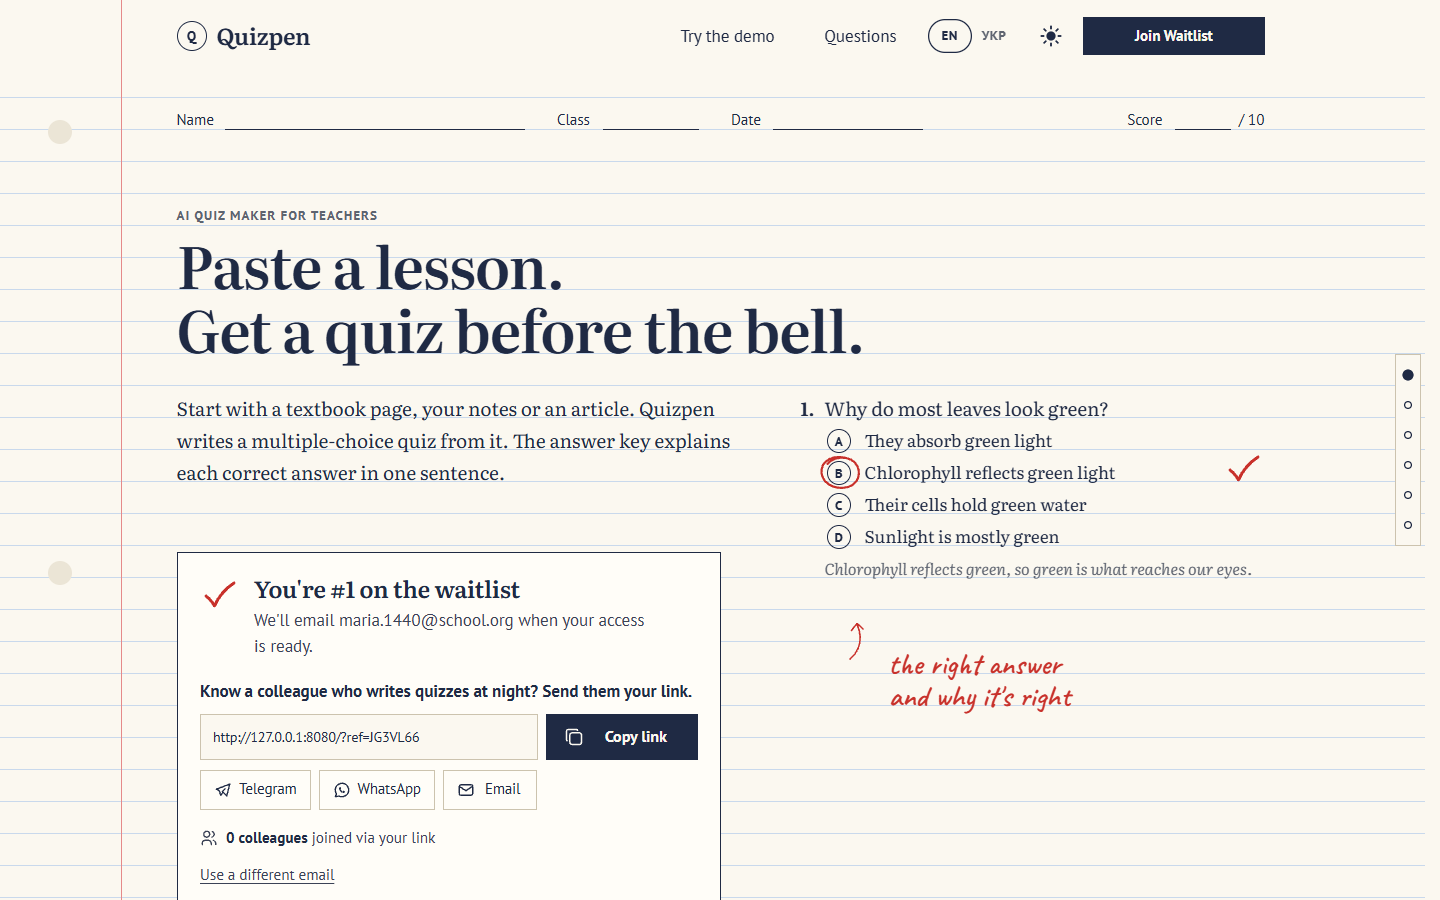 Q Quizpen
Try the demo
Questions
EN
УКР
Join Waitlist
Name
Class
Date
Score
/ 10
AI QUIZ MAKER FOR TEACHERS
Paste a lesson.
Get a quiz before the bell.
Start with a textbook page, your notes or an article. Quizpen
writes a multiple-choice quiz from it. The answer key explains
each correct answer in one sentence.
1. Why do most leaves look green?
A They absorb green light
B Chlorophyll reflects green light
C Their cells hold green water
D Sunlight is mostly green
Chlorophyll reflects green, so green is what reaches our eyes.
the right answer
and why it's right
You're #1 on the waitlist
We'll email maria.1440@school.org when your access
is ready.
Know a colleague who writes quizzes at night? Send them your link.
http://127.0.0.1:8080/?ref=JG3VL66
Copy link
Telegram
WhatsApp
Email
0 colleagues joined via your link
Use a different email